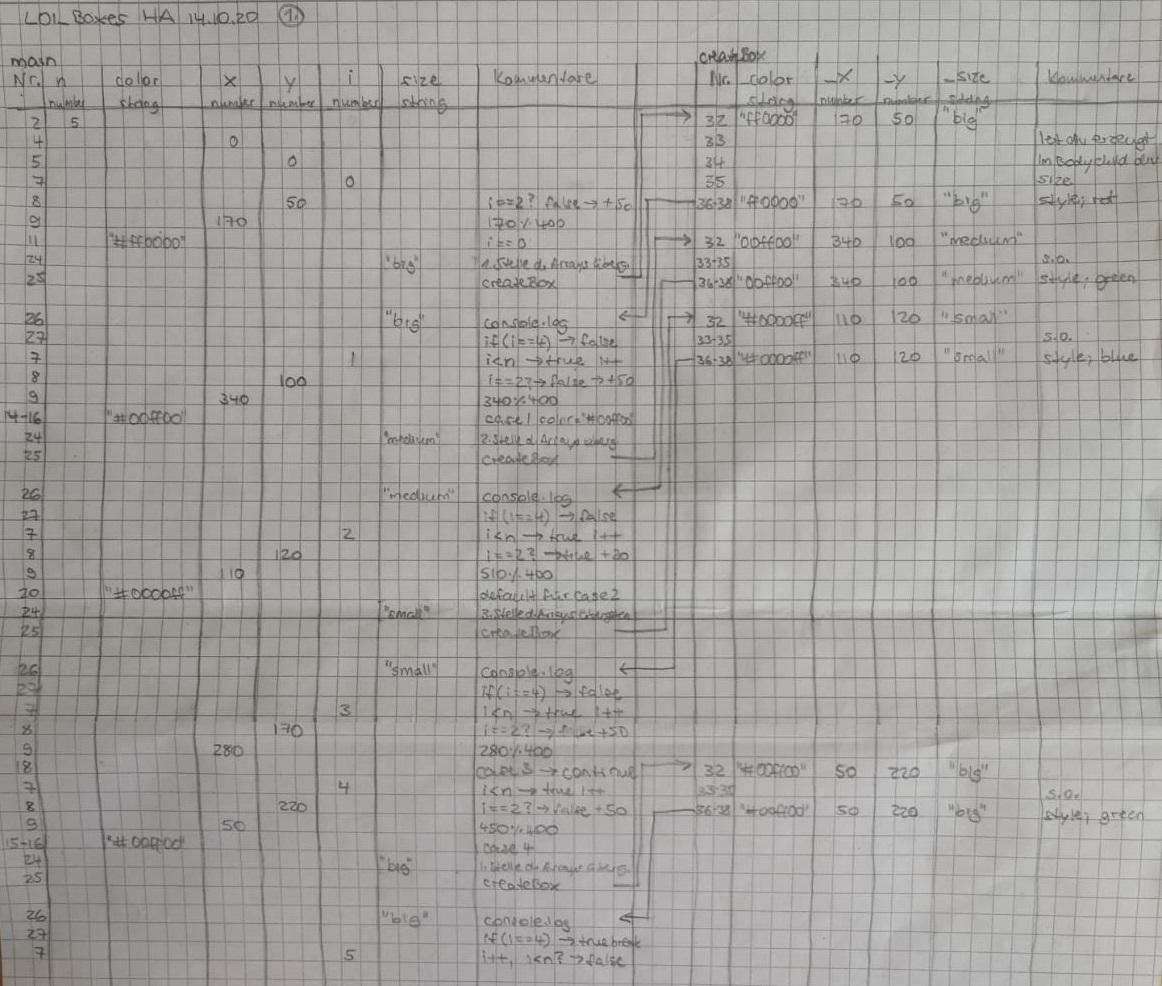 LOIL Boxes HA 14.10.20 1.
main
Nr. n color x y i size Kommentare
number string number number number string
2 5
4 0
5 0
7 0
8 50 i==2? false → +50
9 170 170%400
11 "#ff0000" i==0
24 "big" 1. Stelle d. Arrays
25 createBox
26 "big" console.log
27 if(i==4) → false
7 1 i<n → true i++
8 100 i==2? → false → +50
9 340 340%400
14-16 "#00ff00" case 1 color="#00ff00
24 "medium" 2. Stelle d Arrays
25 createBox
26 "medium" console.log
27 if(i==4) → false
7 2 i<n → true i++
8 120 i==2? → true +20
9 110 510%400
20 "#0000ff" default für case 2
24 "small" 3. Stelle d. Arrays
25 createBox
26 "small" console.log
27 if(i==4) → false
7 3 i<n → true i++
8 170 i==2? → false +50
9 280 280%400
18 case 3 → continue
7 4 i<n → true i++
8 220 i==2? → false +50
9 50 450%400
15-16 "#00ff00" case 4
24 "big" 1. Stelle d. Arrays
25 createBox
26 "big" console.log
27 if(i==4) → true break
7 5 i++, i<n? → false
createBox
Nr. color _x _y _size Kommentare
string number number string
32 "ff0000" 170 50 "big"
33 let div erzeugt
34 im Body child div
35 size
36-38 "ff0000" 170 50 "big" style; rot
32 "00ff00" 340 100 "medium"
33-35 s.o.
36-38 "00ff00" 340 100 "medium" style; green
32 "#0000ff" 110 120 "small"
33-35 s.o.
36-38 "#0000ff" 110 120 "small" style; blue
32 "#00ff00" 50 220 "big"
33-35 s.o.
36-38 "#00ff00" 50 220 "big" style; green